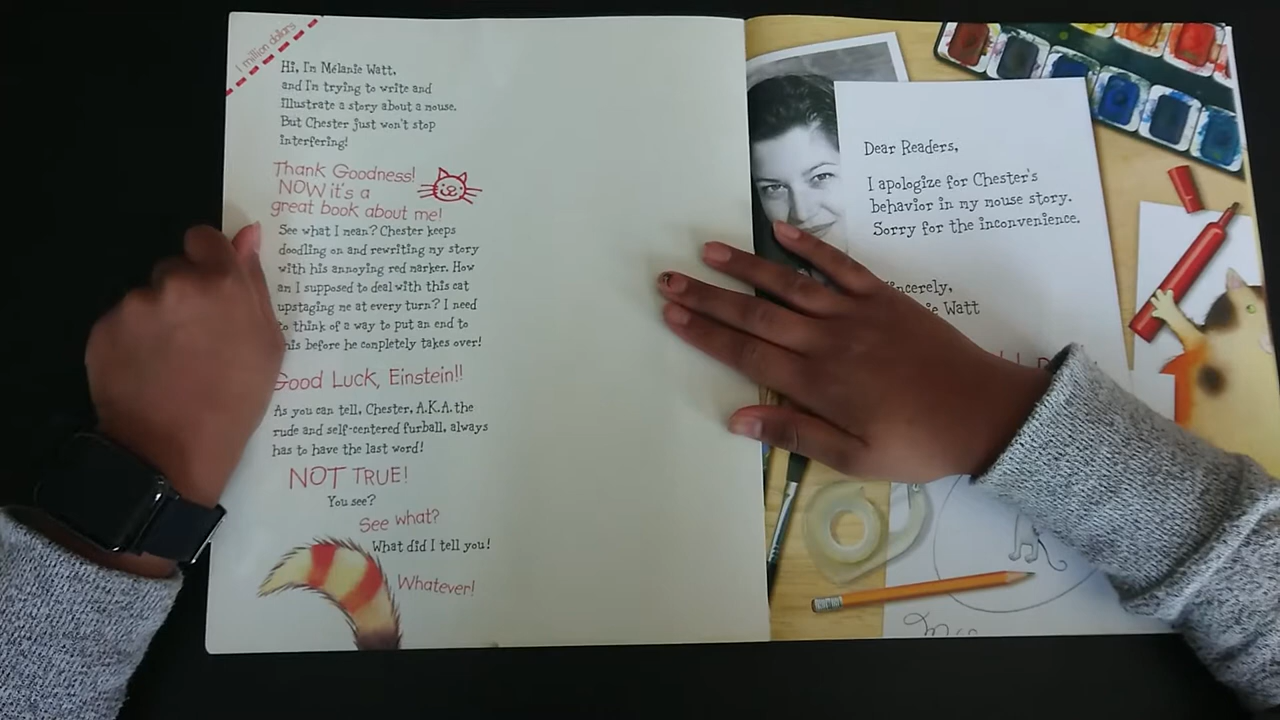 1 million dollars
Hi, I'm Mélanie Watt,
and I'm trying to write and
illustrate a story about a mouse.
But Chester just won't stop
interfering!
Thank Goodness!
NOW it's a
great book about me!
See what I mean? Chester keeps
doodling on and rewriting my story
with his annoying red marker. How
am I supposed to deal with this cat
upstaging me at every turn? I need
to think of a way to put an end to
this before he completely takes over!
Good Luck, Einstein!!
As you can tell, Chester, A.K.A. the
rude and self-centered furball, always
has to have the last word!
NOT TRUE!
You see?
See what?
What did I tell you!
Whatever!
Dear Readers,
I apologize for Chester's
behavior in my mouse story.
Sorry for the inconvenience.
Sincerely,
Watt